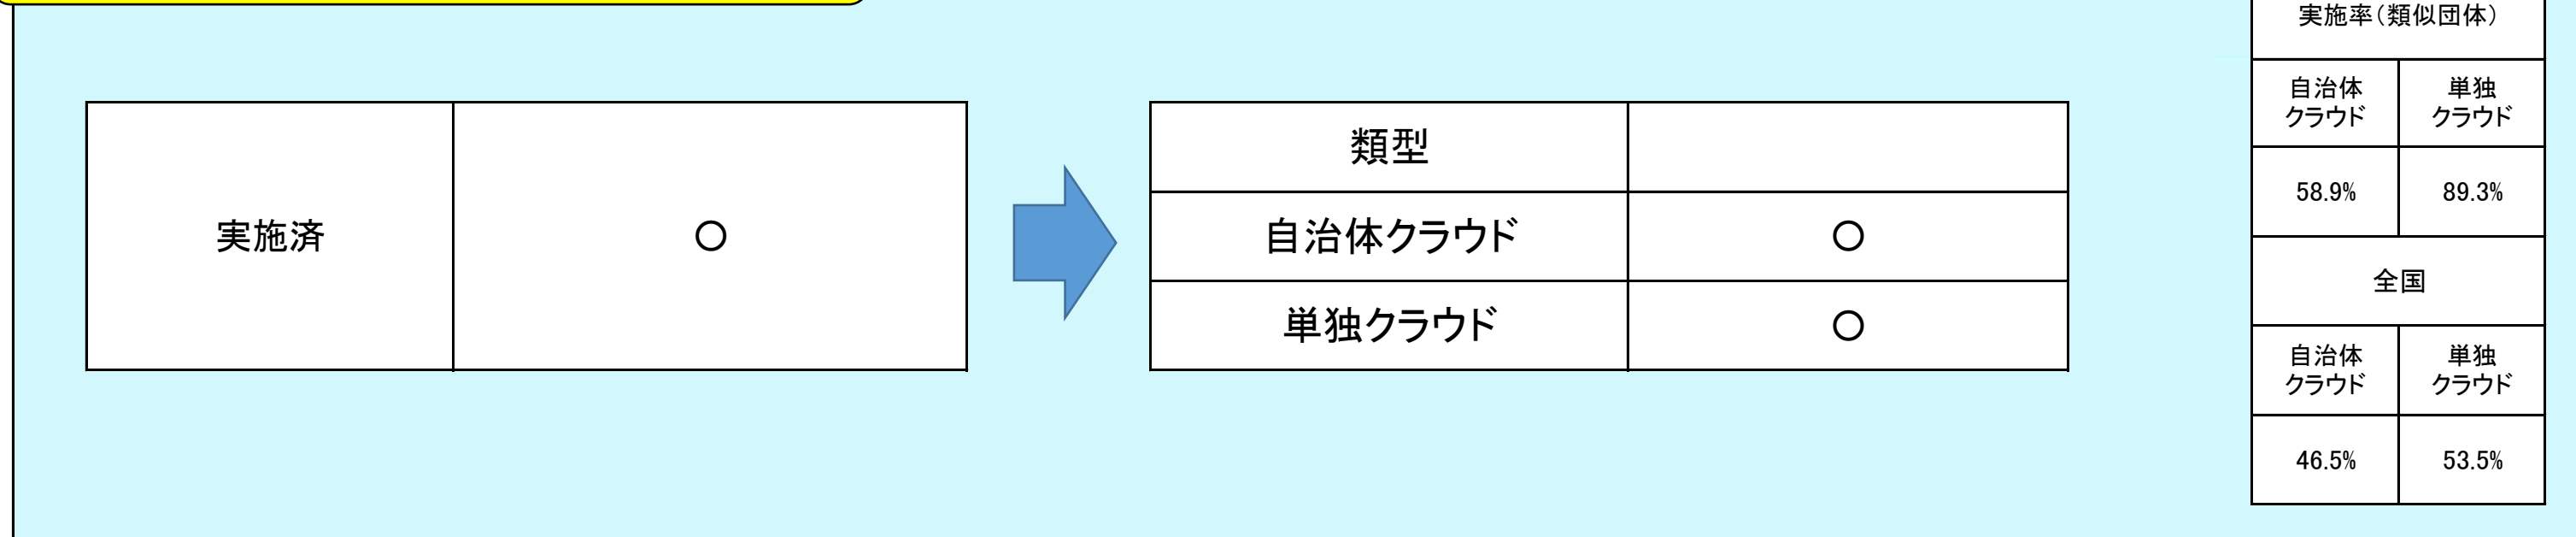 実施済 ○
類型
自治体クラウド ○
単独クラウド ○
実施率（類似団体）
自治体 単独
クラウド クラウド
58.9% 89.3%
全国
自治体 単独
クラウド クラウド
46.5% 53.5%